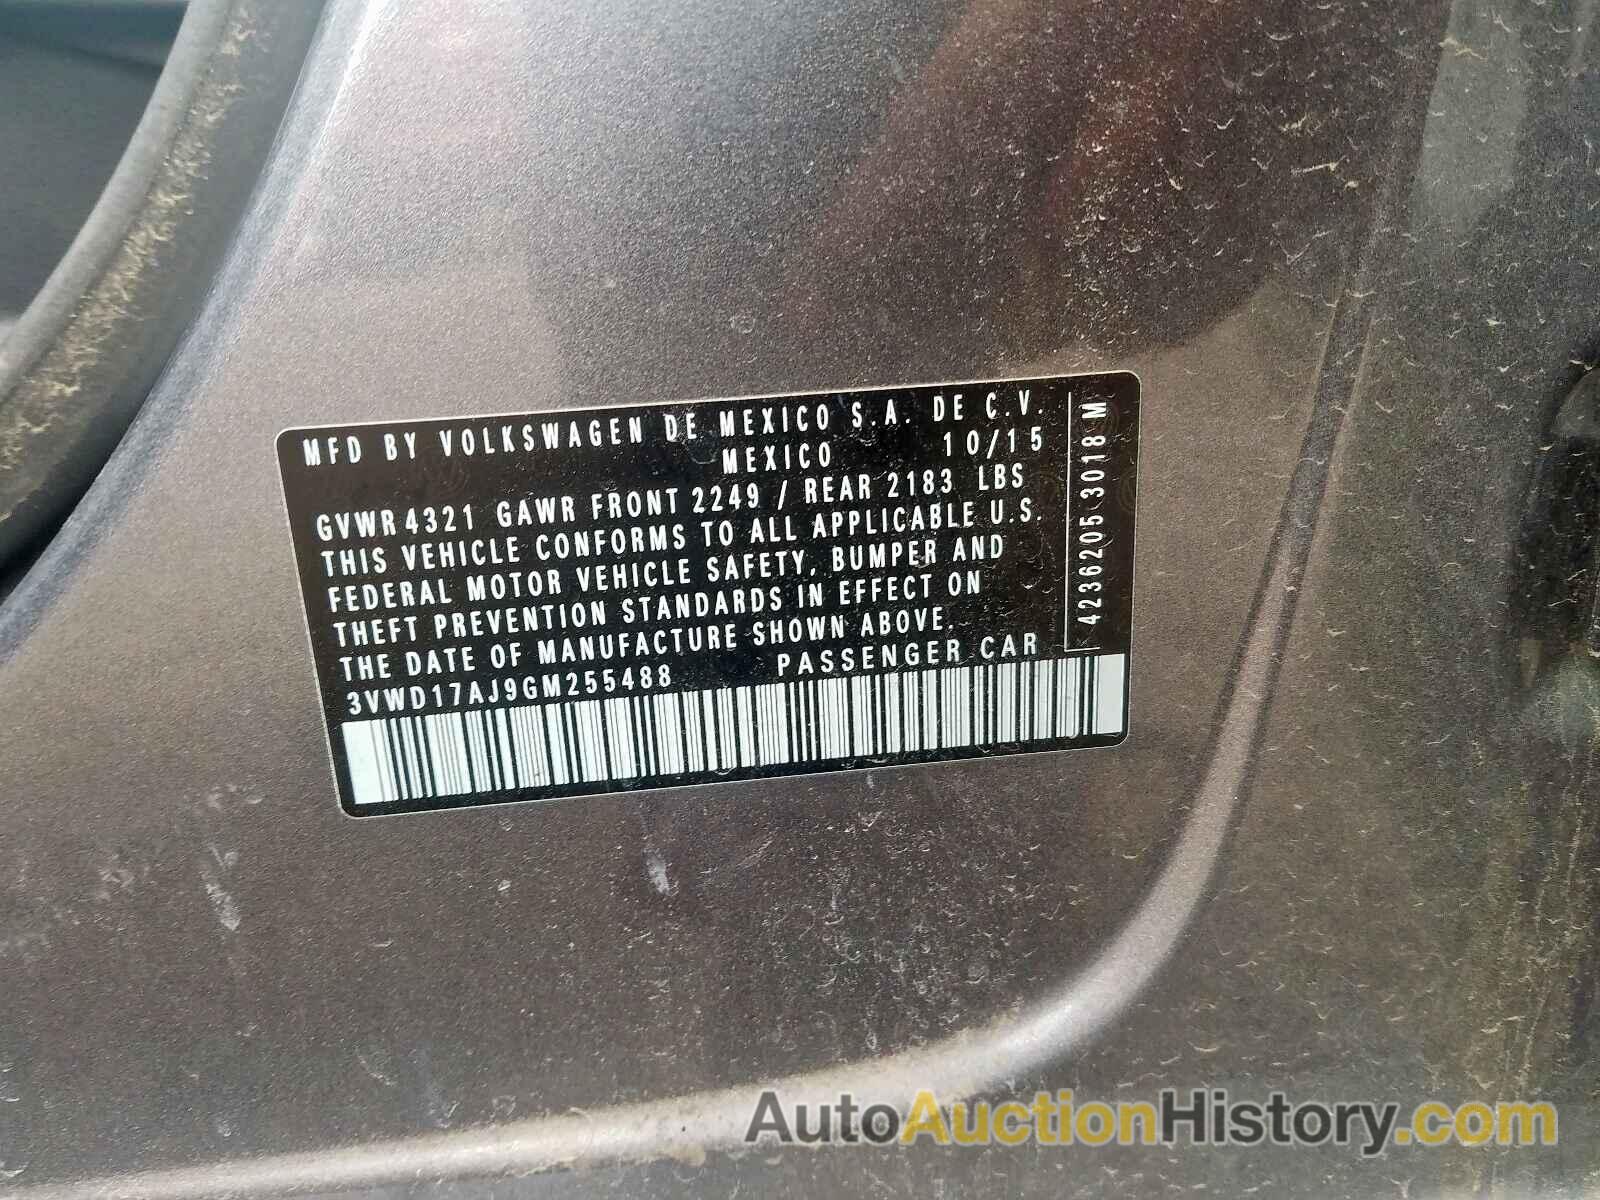 MFD BY VOLKSWAGEN DE MEXICO S.A. DE C.V.
MEXICO 10/15
GVWR 4321 GAWR FRONT 2249 / REAR 2183 LBS
THIS VEHICLE CONFORMS TO ALL APPLICABLE U.S.
FEDERAL MOTOR VEHICLE SAFETY, BUMPER AND
THEFT PREVENTION STANDARDS IN EFFECT ON
THE DATE OF MANUFACTURE SHOWN ABOVE.
3VWD17AJ9GM255488 PASSENGER CAR
4236205 3018 M
AutoAuctionHistory.com